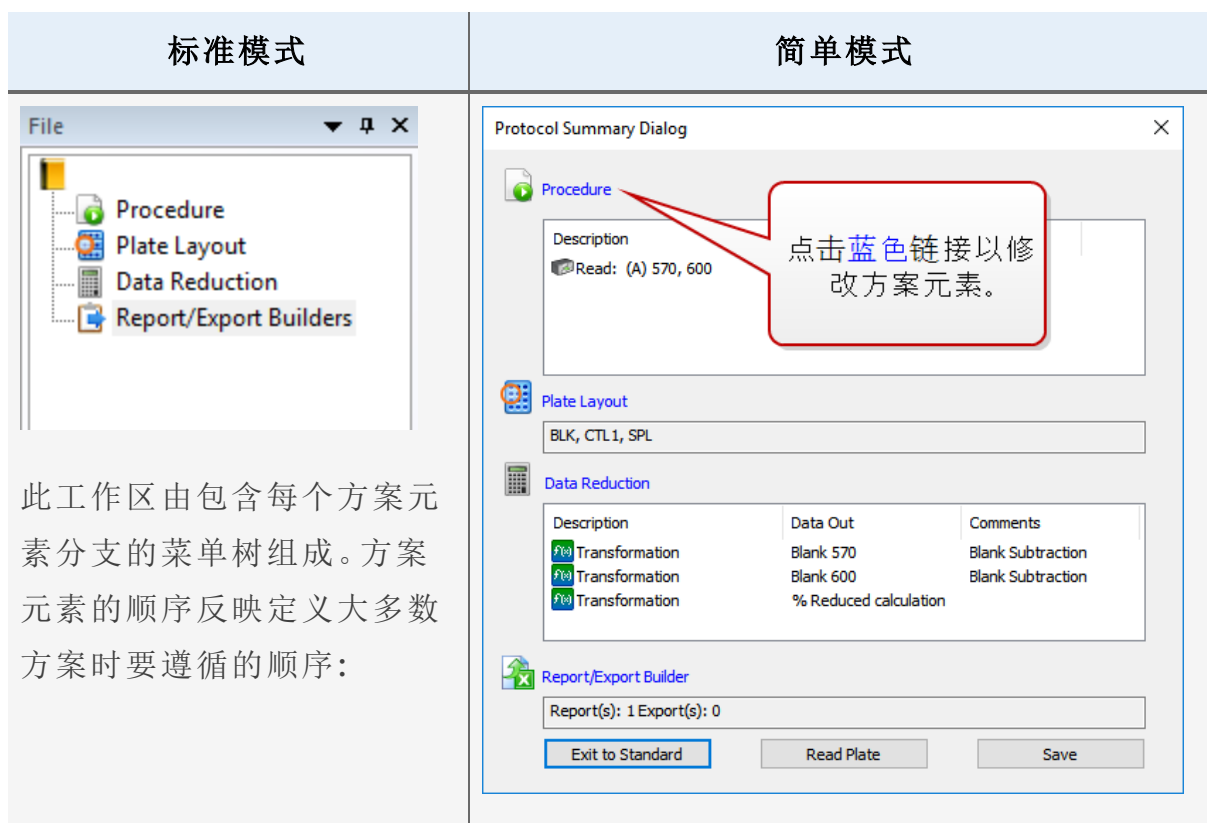 标准模式
简单模式
File
Procedure
Plate Layout
Data Reduction
Report/Export Builders
此工作区由包含每个方案元
素分支的菜单树组成。方案
元素的顺序反映定义大多数
方案时要遵循的顺序:
Protocol Summary Dialog
Procedure
点击蓝色链接以修
改方案元素。
Description
Read: (A) 570, 600
Plate Layout
BLK, CTL1, SPL
Data Reduction
Description Data Out Comments
Transformation Blank 570 Blank Subtraction
Transformation Blank 600 Blank Subtraction
Transformation % Reduced calculation
Report/Export Builder
Report(s): 1 Export(s): 0
Exit to Standard Read Plate Save